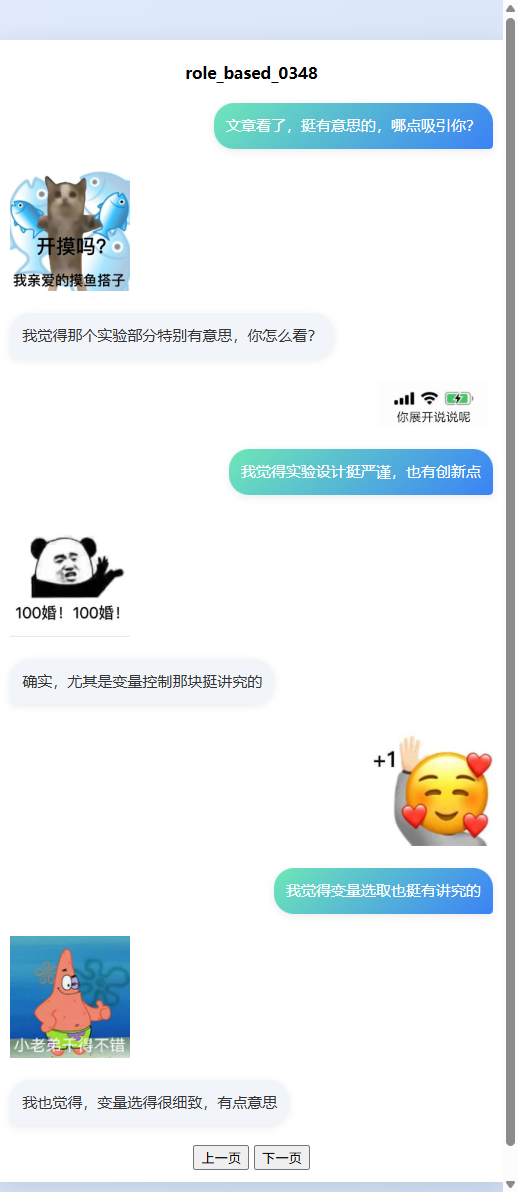 role_based_0348
文章看了，挺有意思的，哪点吸引你？
开摸吗?
我亲爱的摸鱼搭子
我觉得那个实验部分特别有意思，你怎么看？
你展开说说呢
我觉得实验设计挺严谨，也有创新点
100婚！100婚！
确实，尤其是变量控制那块挺讲究的
+1
我觉得变量选取也挺有讲究的
小老弟干得不错
我也觉得，变量选得很细致，有点意思
上一页 下一页